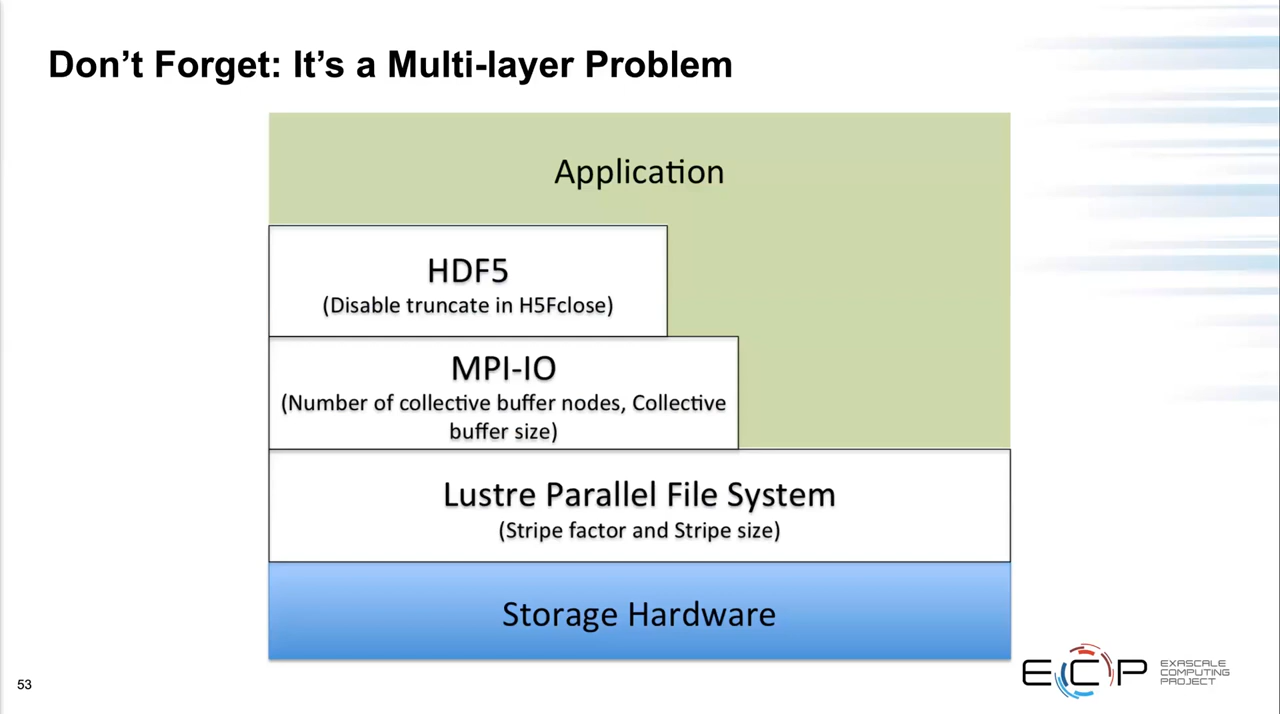 Don’t Forget: It’s a Multi-layer Problem
Application
HDF5
(Disable truncate in H5Fclose)
MPI-IO
(Number of collective buffer nodes, Collective
buffer size)
Lustre Parallel File System
(Stripe factor and Stripe size)
Storage Hardware
53
ECP
EXASCALE
COMPUTING
PROJECT